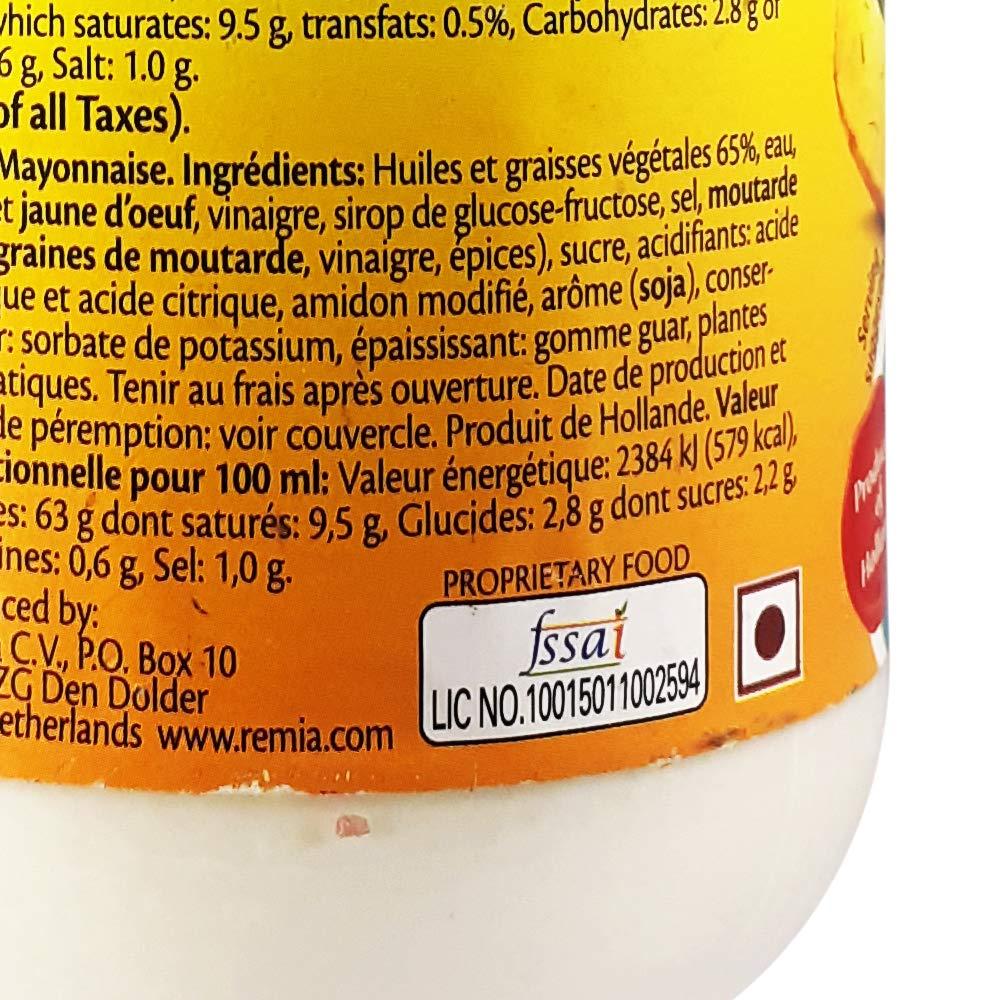 which saturates: 9.5 g, transfats: 0.5%, Carbohydrates: 2.8 g of
6 g, Salt: 1.0 g.
of all Taxes).
Mayonnaise. Ingrédients: Huiles et graisses végétales 65%, eau,
et jaune d'oeuf, vinaigre, sirop de glucose-fructose, sel, moutarde
graines de moutarde, vinaigre, épices), sucre, acidifiants: acide
que et acide citrique, amidon modifié, arôme (soja), conser-
r: sorbate de potassium, épaississant: gomme guar, plantes
atiques. Tenir au frais après ouverture. Date de production et
de péremption: voir couvercle. Produit de Hollande. Valeur
tionnelle pour 100 ml: Valeur énergétique: 2384 kJ (579 kcal),
es: 63 g dont saturés: 9,5 g, Glucides: 2,8 g dont sucres: 2,2 g,
ines: 0,6 g, Sel: 1,0 g.
ced by:
C.V., P.O. Box 10
ZG Den Dolder
etherlands www.remia.com
PROPRIETARY FOOD
fssai
LIC NO.10015011002594